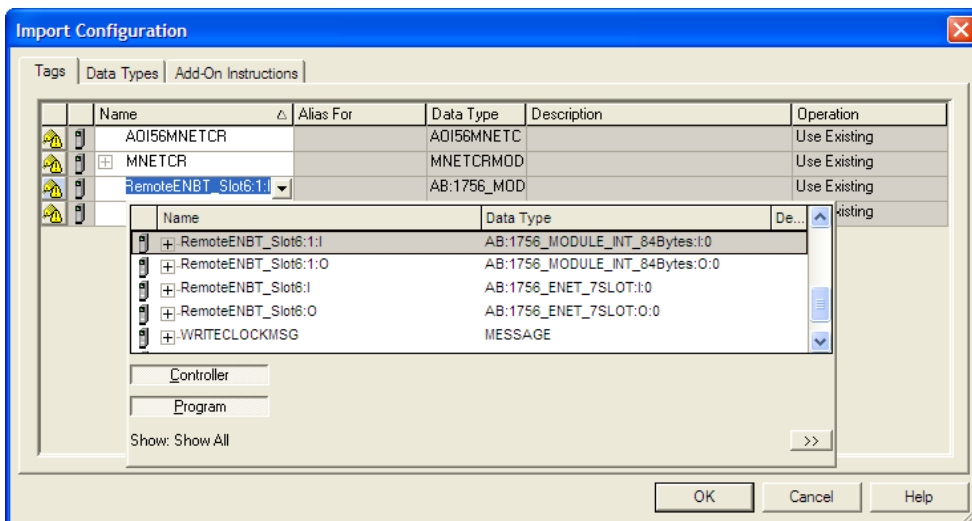 Import Configuration
Tags Data Types Add-On Instructions
Name Alias For Data Type Description Operation
AOI56MNETCR AOI56MNETC Use Existing
MNETCR MNETCRMOD Use Existing
RemoteENBT_Slot6:1:I AB:1756_MOD Use Existing
xisting
Name Data Type De...
RemoteENBT_Slot6:1:I AB:1756_MODULE_INT_84Bytes:I:0
RemoteENBT_Slot6:1:O AB:1756_MODULE_INT_84Bytes:O:0
RemoteENBT_Slot6:I AB:1756_ENET_7SLOT:I:0
RemoteENBT_Slot6:O AB:1756_ENET_7SLOT:O:0
WRITECLOCKMSG MESSAGE
Controller
Program
Show: Show All >>
OK Cancel Help